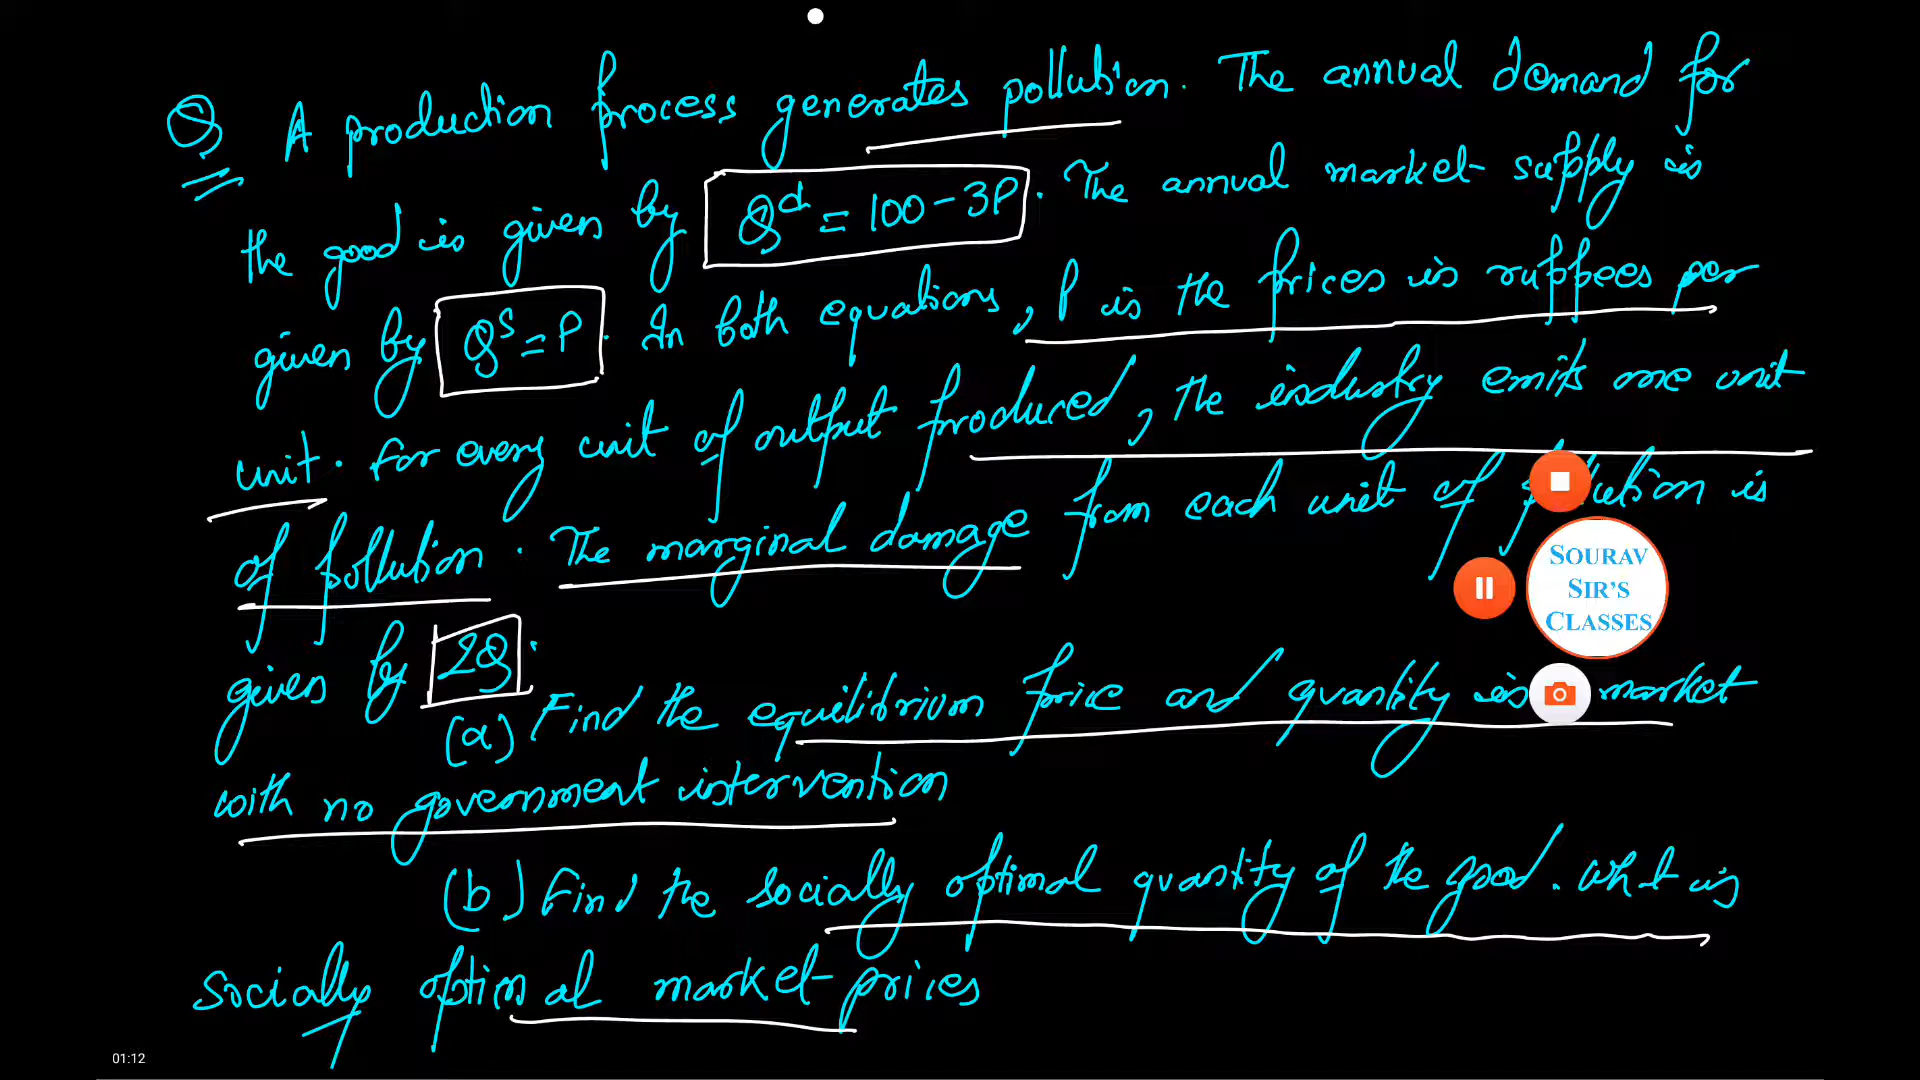 Q A production process generates pollution. The annual demand for
the good is given by Q^d = 100 - 3P. The annual market supply is
given by Q^s = P. In both equations, P is the prices in ruppees per
unit. For every unit of output produced, the industry emits one unit
of pollution. The marginal damage from each unit of is
given by 2Q.
(a) Find the equilibrium price and quantity in market
with no government intervention
(b) Find the socially optimal quantity of the good. Wht is
socially optimal market prices
SOURAV
SIR'S
CLASSES
01:12